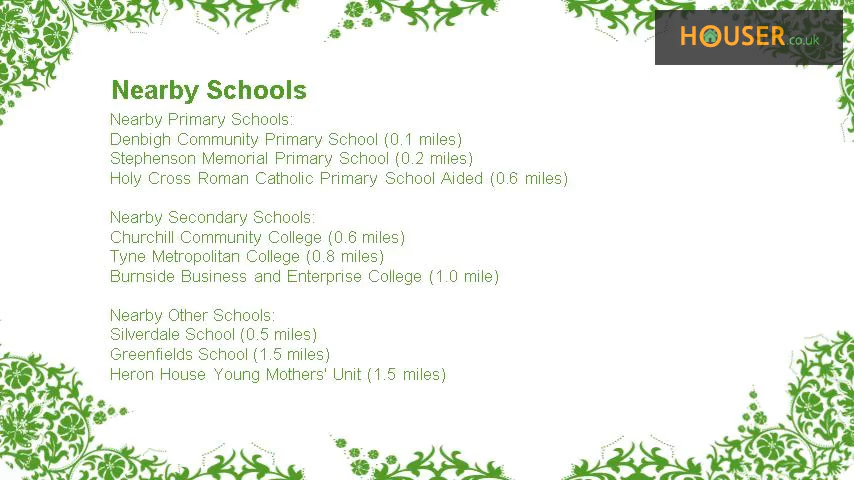 HOUSER.co.uk
Nearby Schools
Nearby Primary Schools:
Denbigh Community Primary School (0.1 miles)
Stephenson Memorial Primary School (0.2 miles)
Holy Cross Roman Catholic Primary School Aided (0.6 miles)
Nearby Secondary Schools:
Churchill Community College (0.6 miles)
Tyne Metropolitan College (0.8 miles)
Burnside Business and Enterprise College (1.0 mile)
Nearby Other Schools:
Silverdale School (0.5 miles)
Greenfields School (1.5 miles)
Heron House Young Mothers' Unit (1.5 miles)